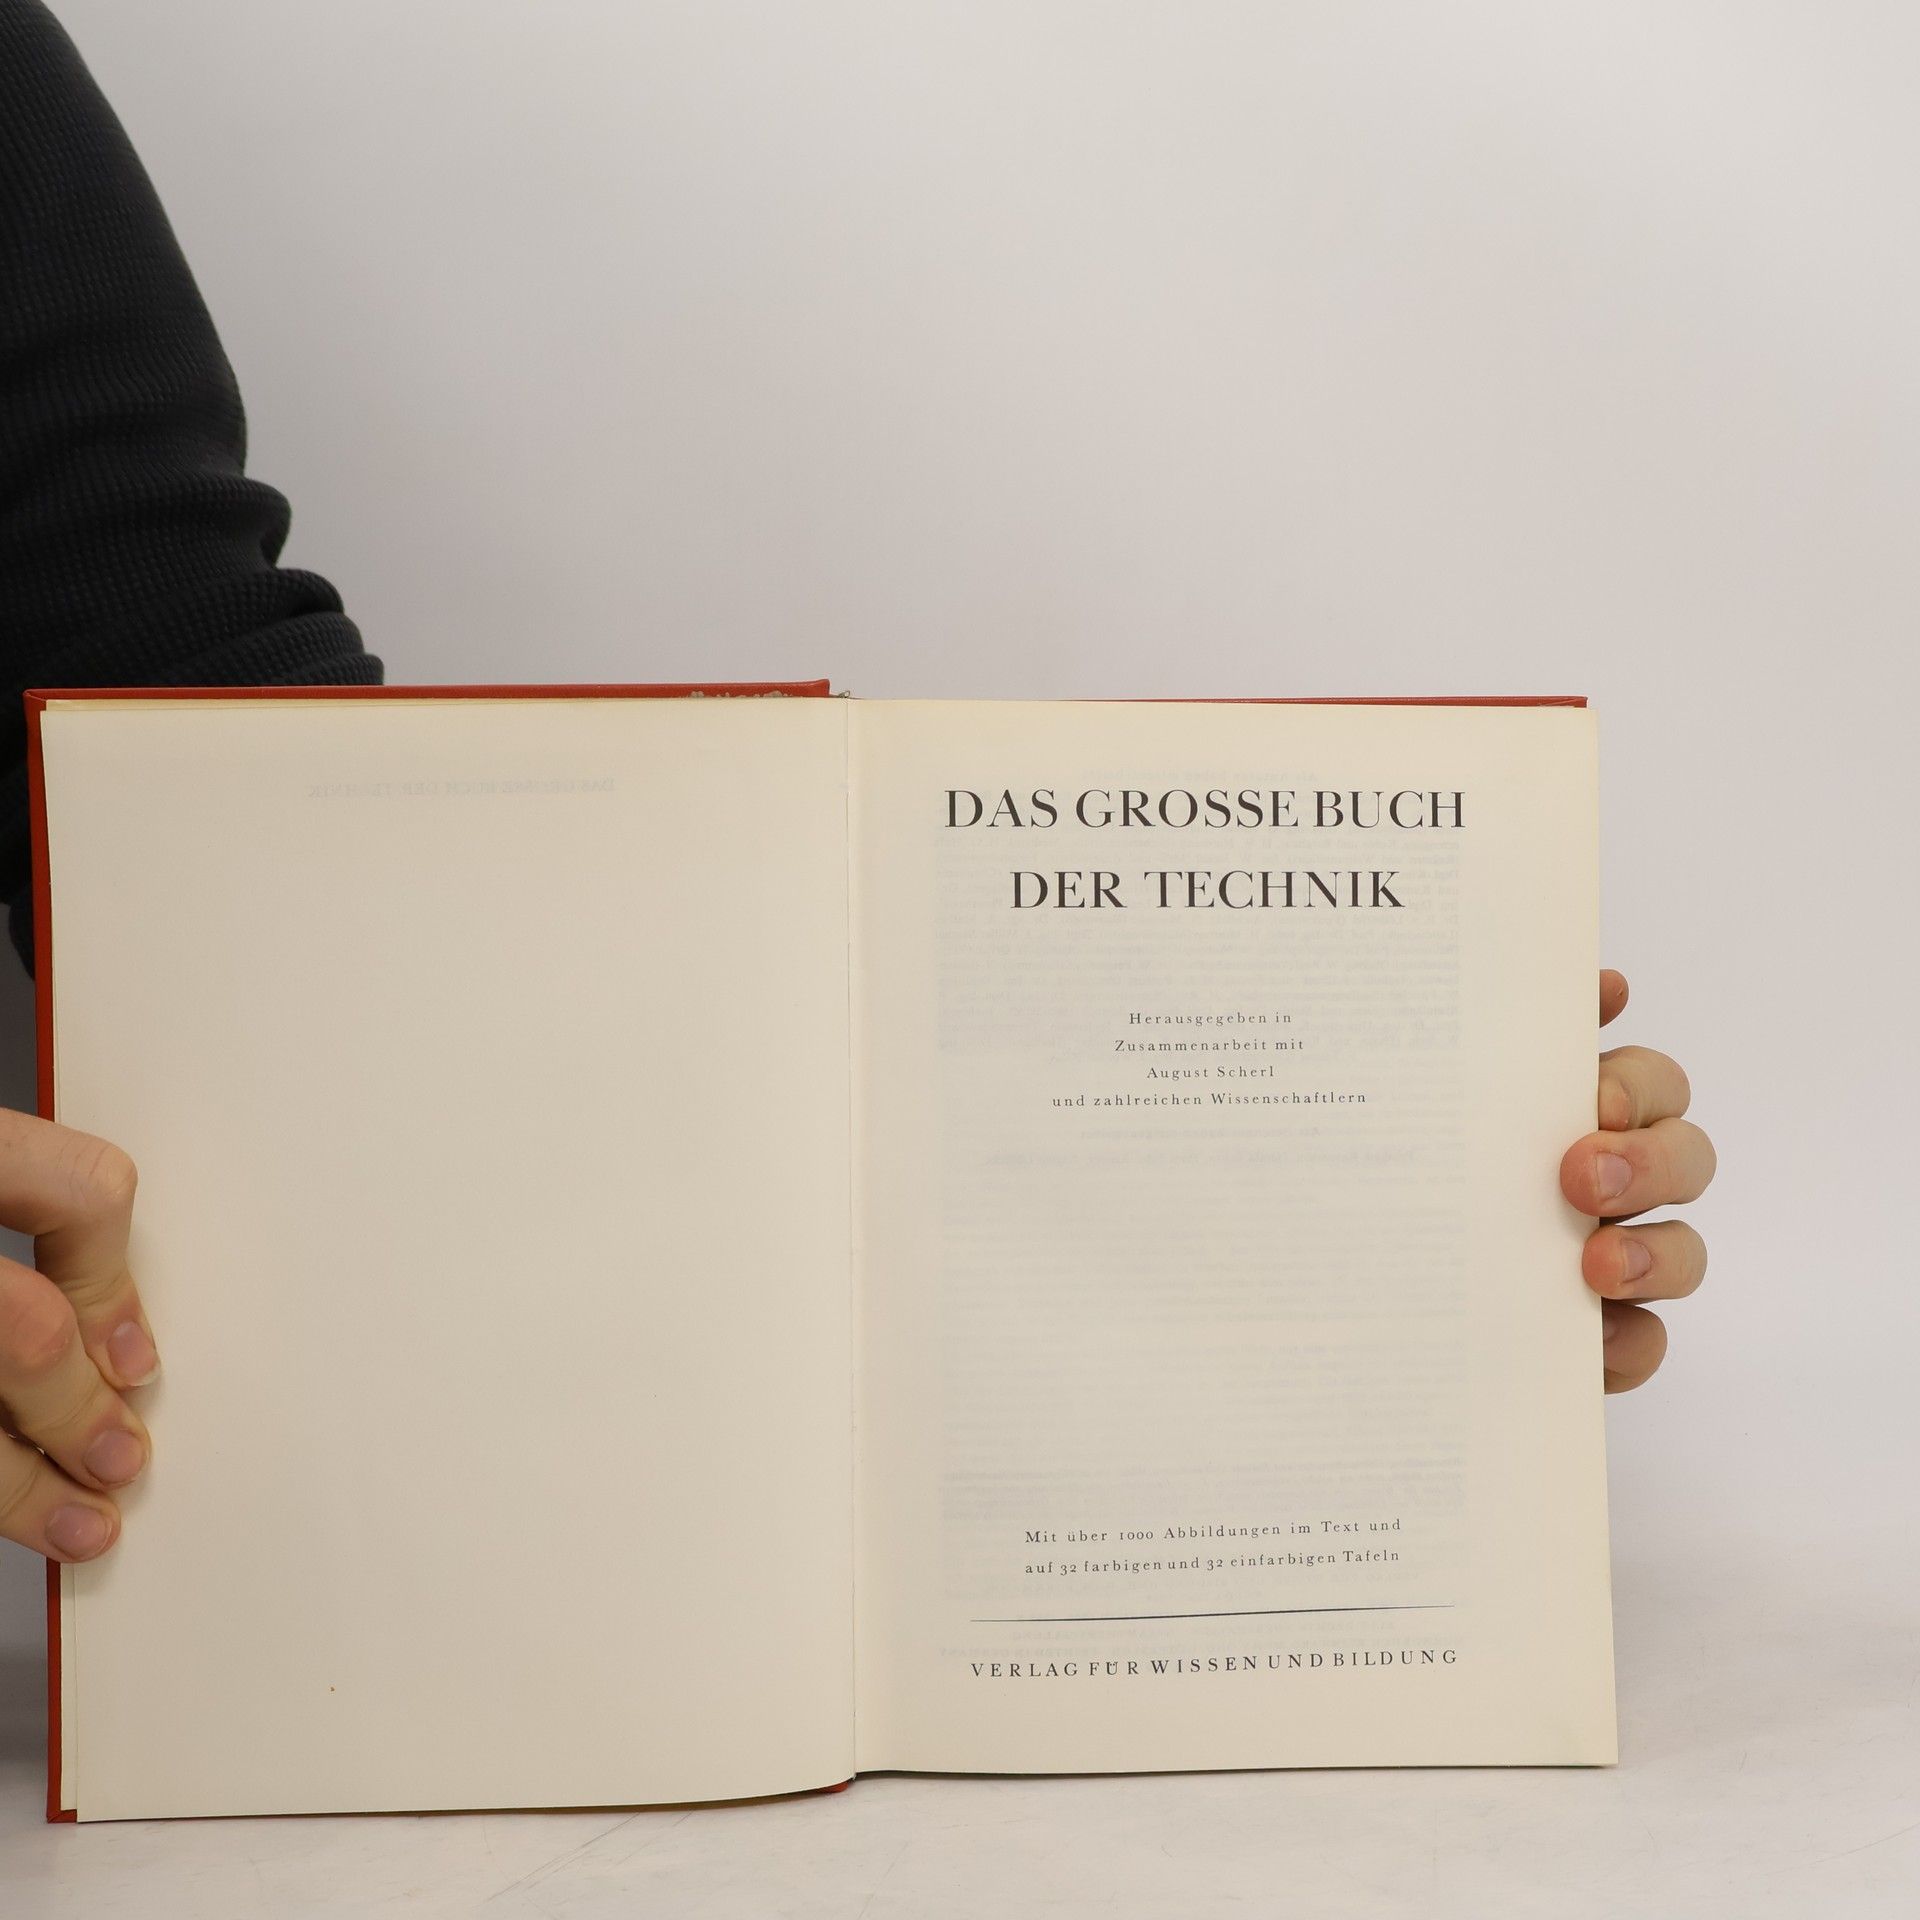 DAS GROSSE BUCH
DER TECHNIK
Herausgegeben in
Zusammenarbeit mit
August Scherl
und zahlreichen Wissenschaftlern
Mit über 1000 Abbildungen im Text und
auf 32 farbigen und 32 einfarbigen Tafeln
VERLAG FÜR WISSEN UND BILDUNG